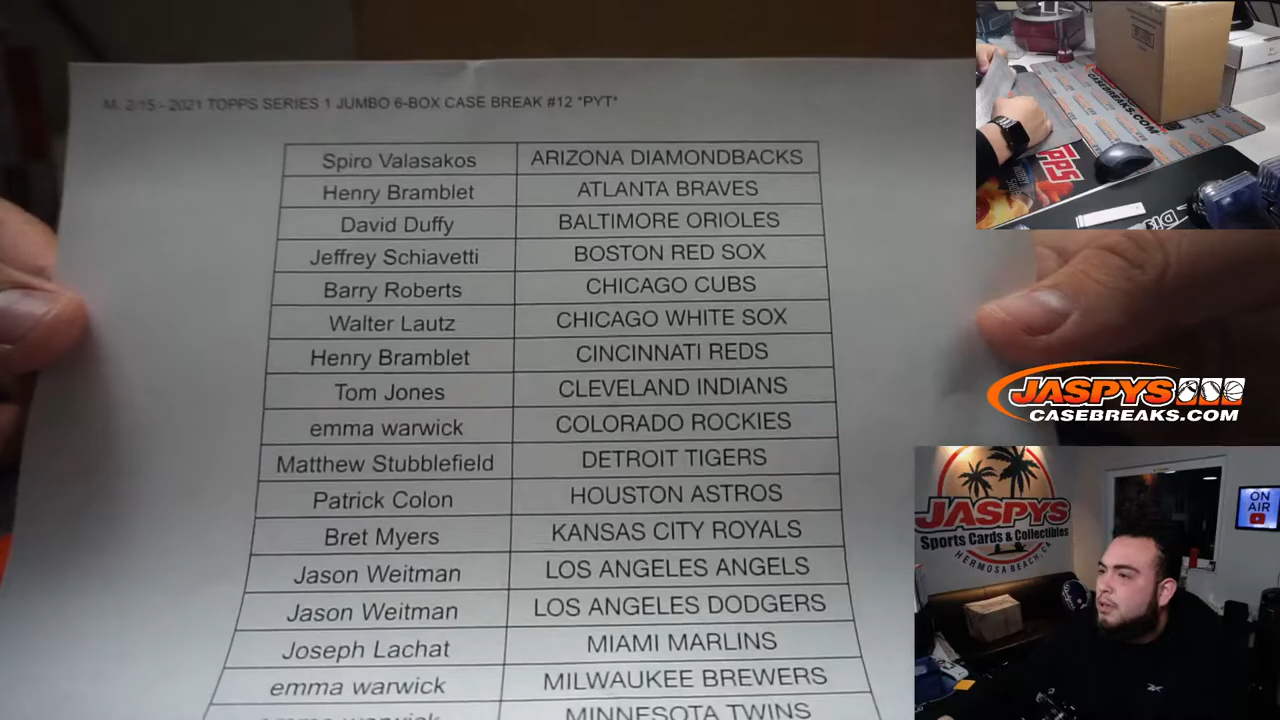 M. 2/15 - 2021 TOPPS SERIES 1 JUMBO 6-BOX CASE BREAK #12 *PYT*
Spiro Valasakos ARIZONA DIAMONDBACKS
Henry Bramblet ATLANTA BRAVES
David Duffy BALTIMORE ORIOLES
Jeffrey Schiavetti BOSTON RED SOX
Barry Roberts CHICAGO CUBS
Walter Lautz CHICAGO WHITE SOX
Henry Bramblet CINCINNATI REDS
Tom Jones CLEVELAND INDIANS
emma warwick COLORADO ROCKIES
Matthew Stubblefield DETROIT TIGERS
Patrick Colon HOUSTON ASTROS
Bret Myers KANSAS CITY ROYALS
Jason Weitman LOS ANGELES ANGELS
Jason Weitman LOS ANGELES DODGERS
Joseph Lachat MIAMI MARLINS
emma warwick MILWAUKEE BREWERS
emma warwick MINNESOTA TWINS
CASEBREAKS.COM
TOPPS
JASPYS
CASEBREAKS.COM
JASPYS
Sports Cards & Collectibles
HERMOSA BEACH, CA
ON
AIR